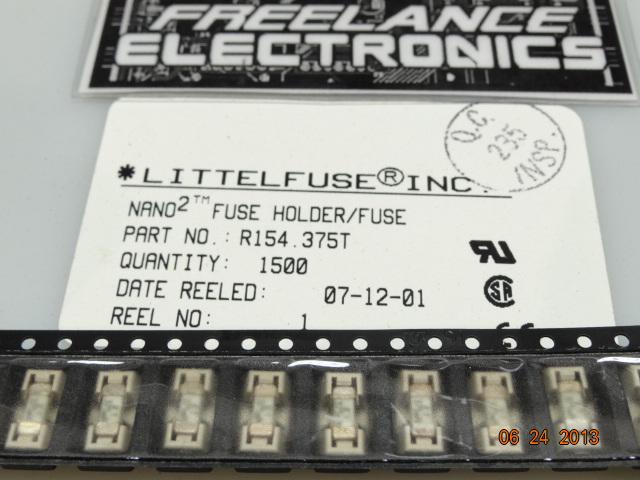 FREELANCE
ELECTRONICS
Q.C.
235
INSP.
*LITTELFUSE®INC.
NANO2™ FUSE HOLDER/FUSE
PART NO.: R154.375T
QUANTITY: 1500
DATE REELED: 07-12-01
REEL NO: 1
06 24 2013